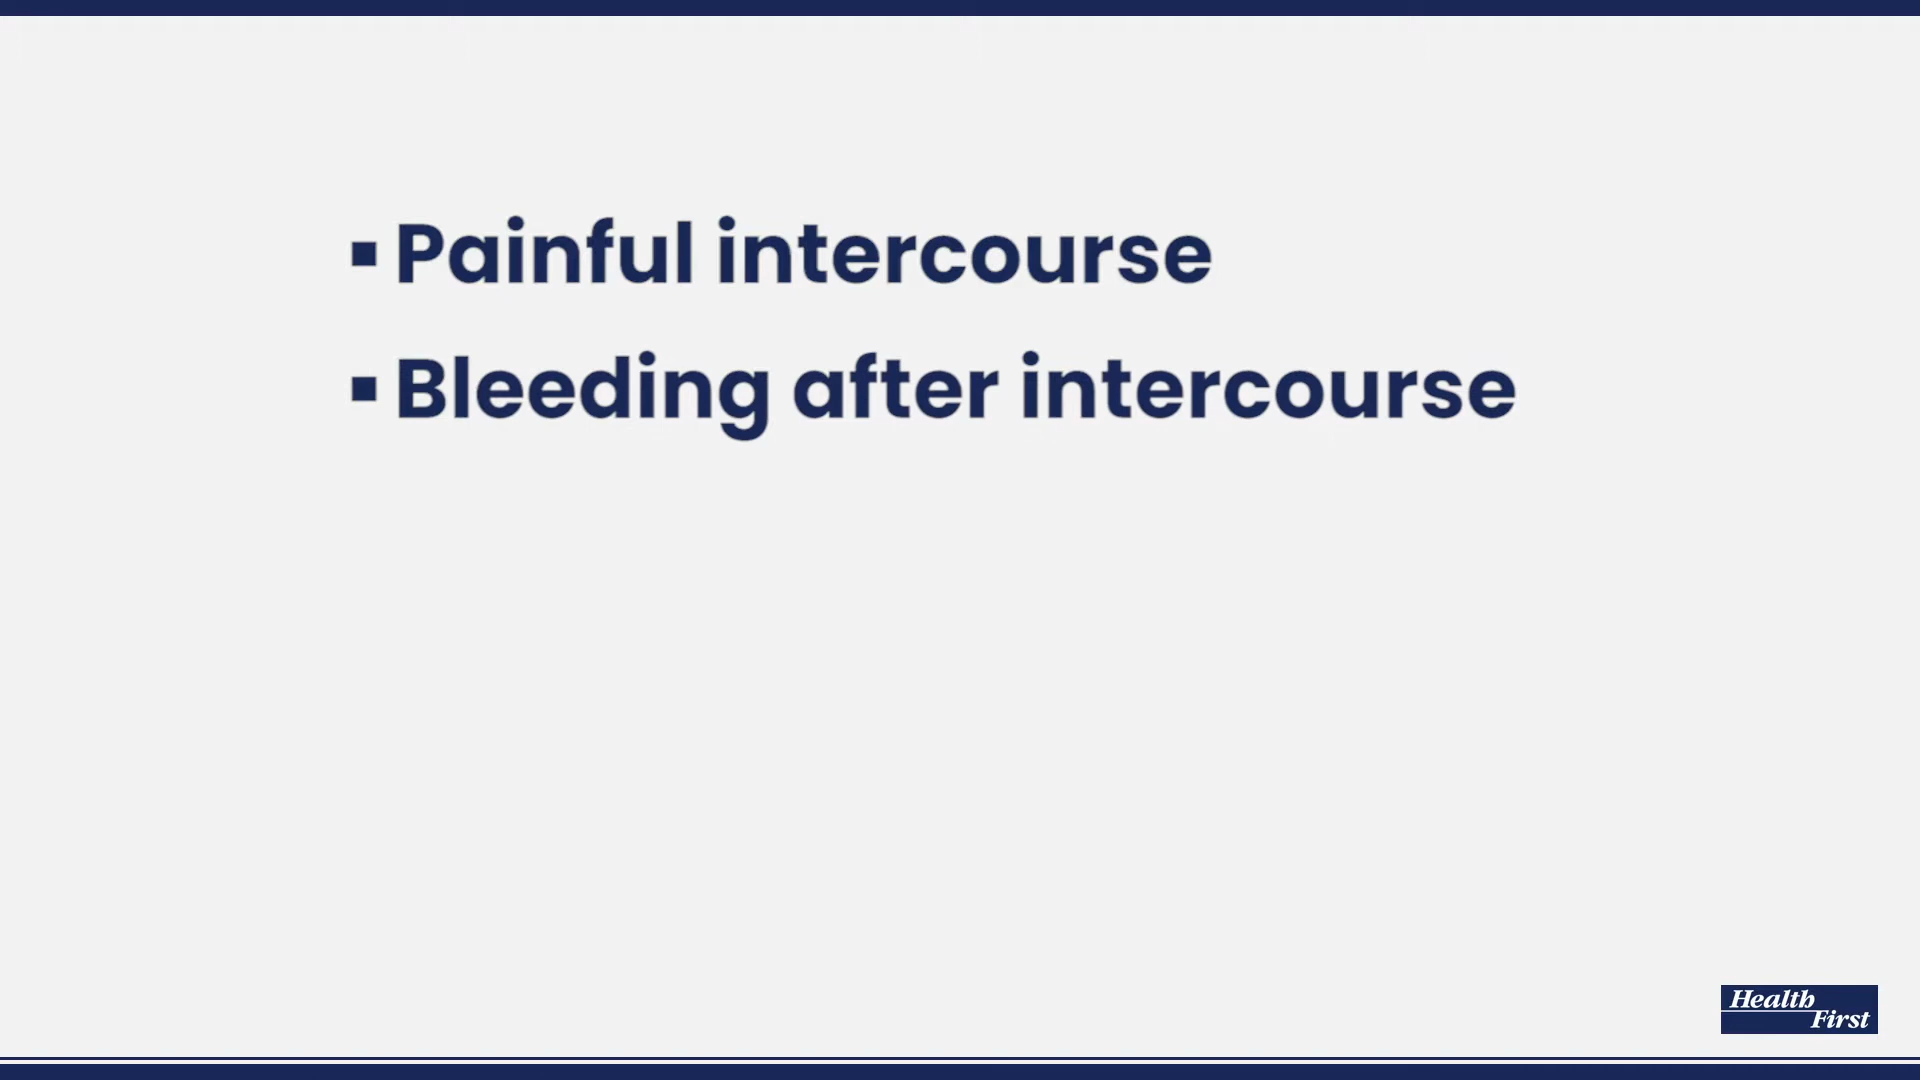 ▪ Painful intercourse
▪ Bleeding after intercourse
Health
First